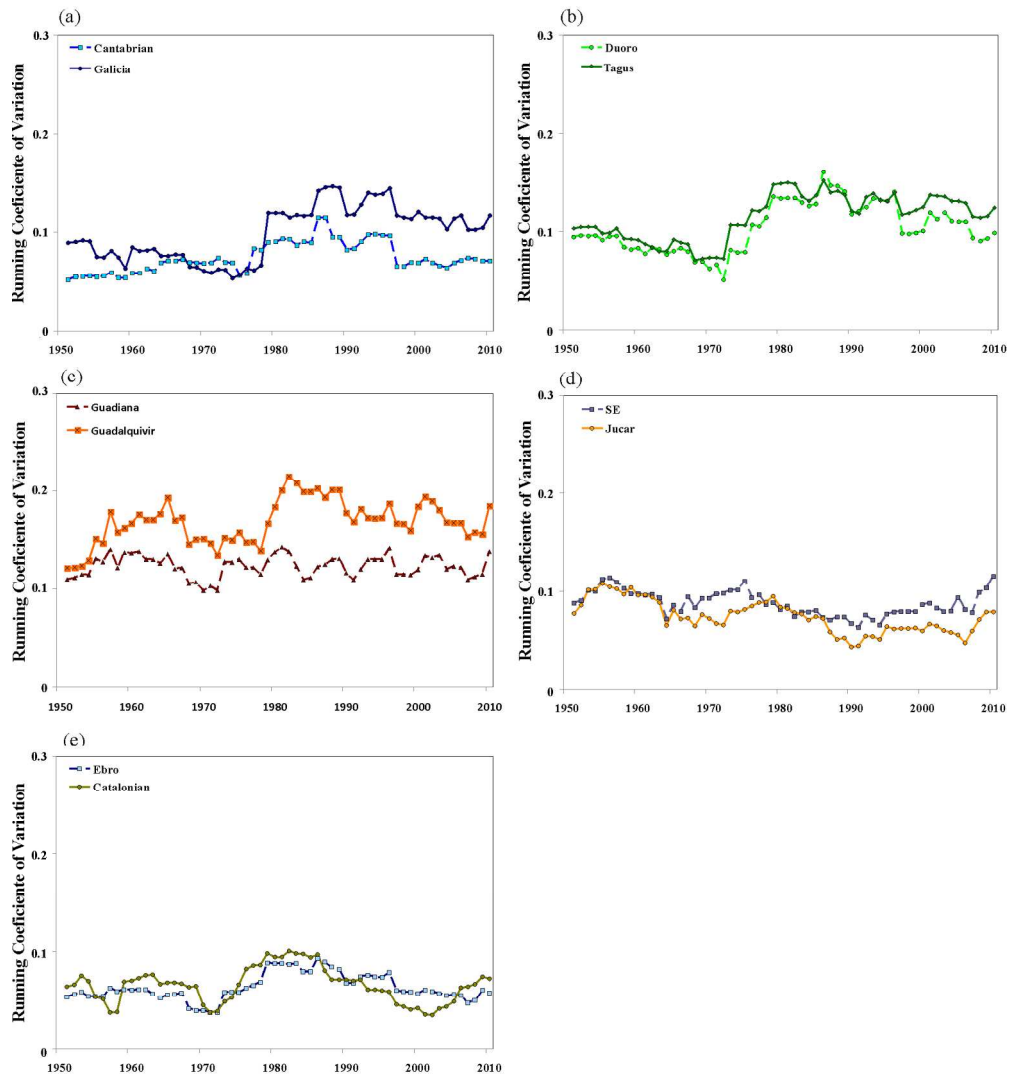 (a)
Running Coeficiente of Variation
0.3
0.2
0.1
0
Cantabrian
Galicia
1950 1960 1970 1980 1990 2000 2010
(b)
Running Coeficiente of Variation
0.3
0.2
0.1
0
Duoro
Tagus
1950 1960 1970 1980 1990 2000 2010
(c)
Running Coeficiente of Variation
0.3
0.2
0.1
0
Guadiana
Guadalquivir
1950 1960 1970 1980 1990 2000 2010
(d)
Running Coeficiente of Variation
0.3
0.2
0.1
0
SE
Jucar
1950 1960 1970 1980 1990 2000 2010
(e)
Running Coeficiente of Variation
0.3
0.2
0.1
0
Ebro
Catalonian
1950 1960 1970 1980 1990 2000 2010